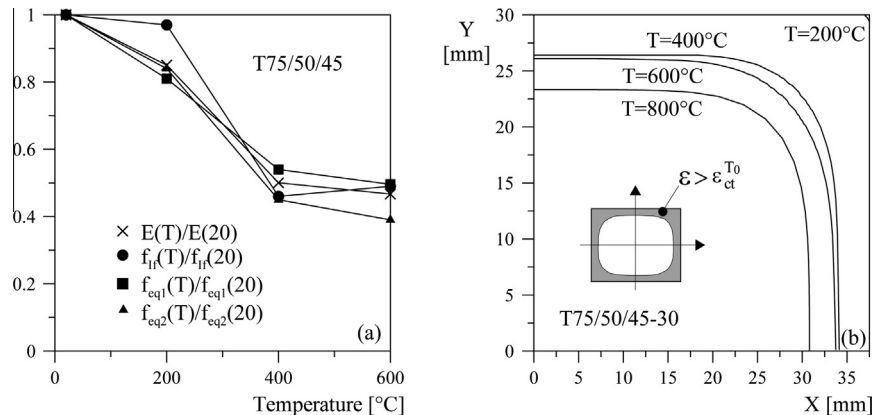 1
0.8
0.6
0.4
0.2
0
0 200 400 600
Temperature [°C]
T75/50/45
E(T)/E(20)
f_If(T)/f_If(20)
f_eq1(T)/f_eq1(20)
f_eq2(T)/f_eq2(20)
(a)
Y
[mm]
30
25
20
15
10
5
0
0 5 10 15 20 25 30 35
X [mm]
T=200°C
T=400°C
T=600°C
T=800°C
ε>ε_ct^T0
T75/50/45-30
(b)